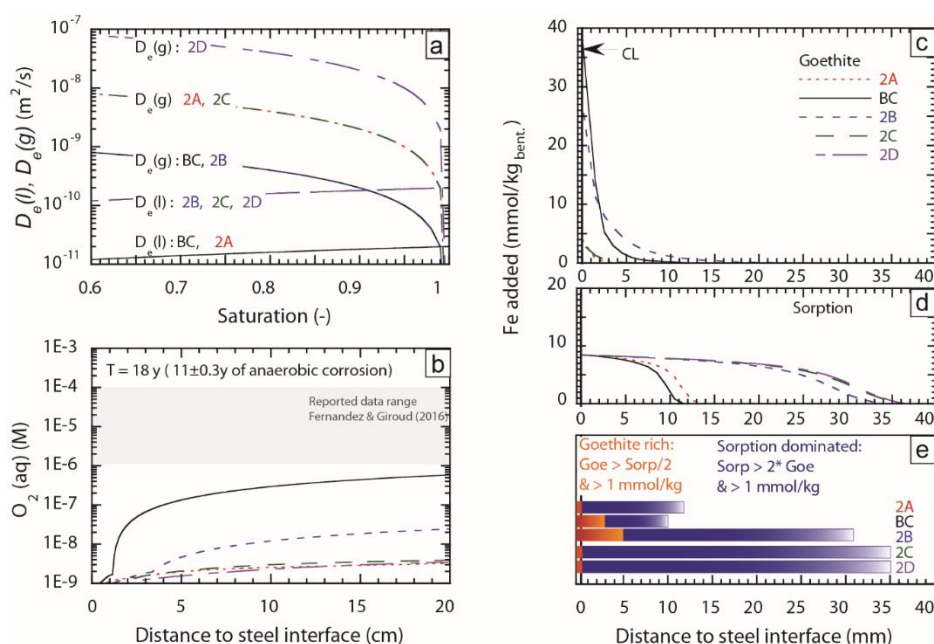 a
10⁻⁷
10⁻⁸
10⁻⁹
10⁻¹⁰
10⁻¹¹
Dₑ(l), Dₑ(g) (m²/s)
Dₑ(g) : 2D
Dₑ(g) 2A, 2C
Dₑ(g) : BC, 2B
Dₑ(l) : 2B, 2C, 2D
Dₑ(l) : BC, 2A
0.6 0.7 0.8 0.9 1
Saturation (-)
b
T = 18 y ( 11±0.3y of anaerobic corrosion)
Reported data range
Fernandez & Giroud (2016)
1E-3
1E-4
1E-5
1E-6
1E-7
1E-8
1E-9
O₂ (aq) (M)
0 5 10 15 20
Distance to steel interface (cm)
c
CL
Goethite
2A
BC
2B
2C
2D
40
30
20
10
0
0 5 10 15 20 25 30 35 40
Fe added (mmol/kg_bent.)
d
Sorption
20
10
0
0 5 10 15 20 25 30 35 40
e
Goethite rich:
Goe > Sorp/2
& > 1 mmol/kg
Sorption dominated:
Sorp > 2* Goe
& > 1 mmol/kg
2A
BC
2B
2C
2D
0 5 10 15 20 25 30 35 40
Distance to steel interface (mm)